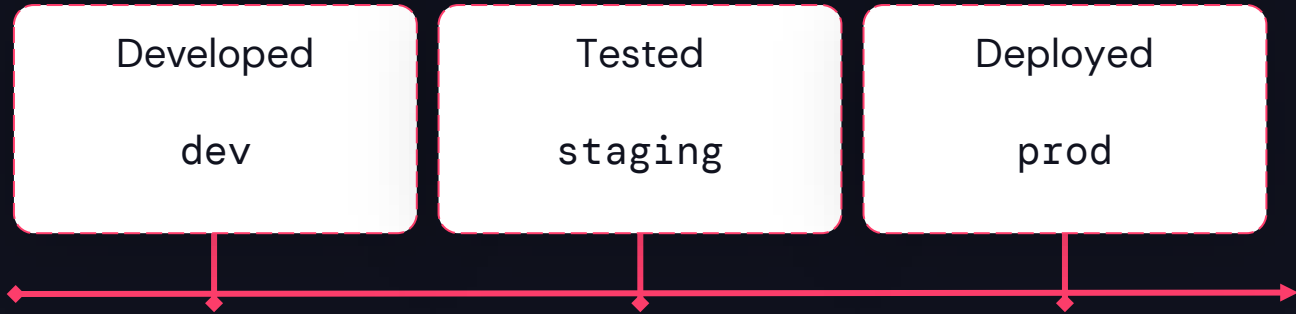 Developed
dev
Tested
staging
Deployed
prod